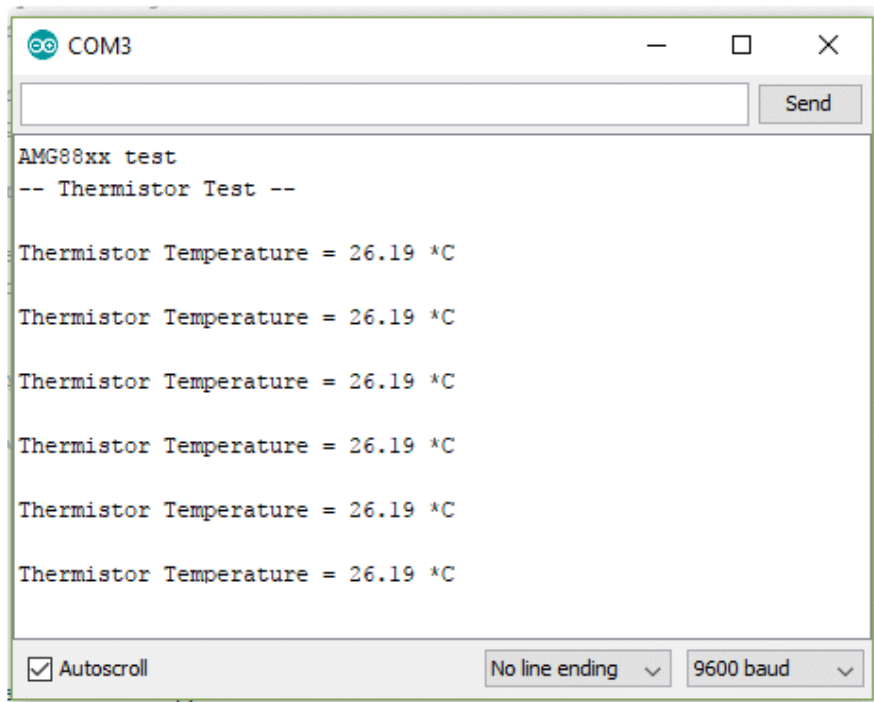 COM3
Send
AMG88xx test
-- Thermistor Test --
Thermistor Temperature = 26.19 *C
Thermistor Temperature = 26.19 *C
Thermistor Temperature = 26.19 *C
Thermistor Temperature = 26.19 *C
Thermistor Temperature = 26.19 *C
Thermistor Temperature = 26.19 *C
Autoscroll
No line ending
9600 baud